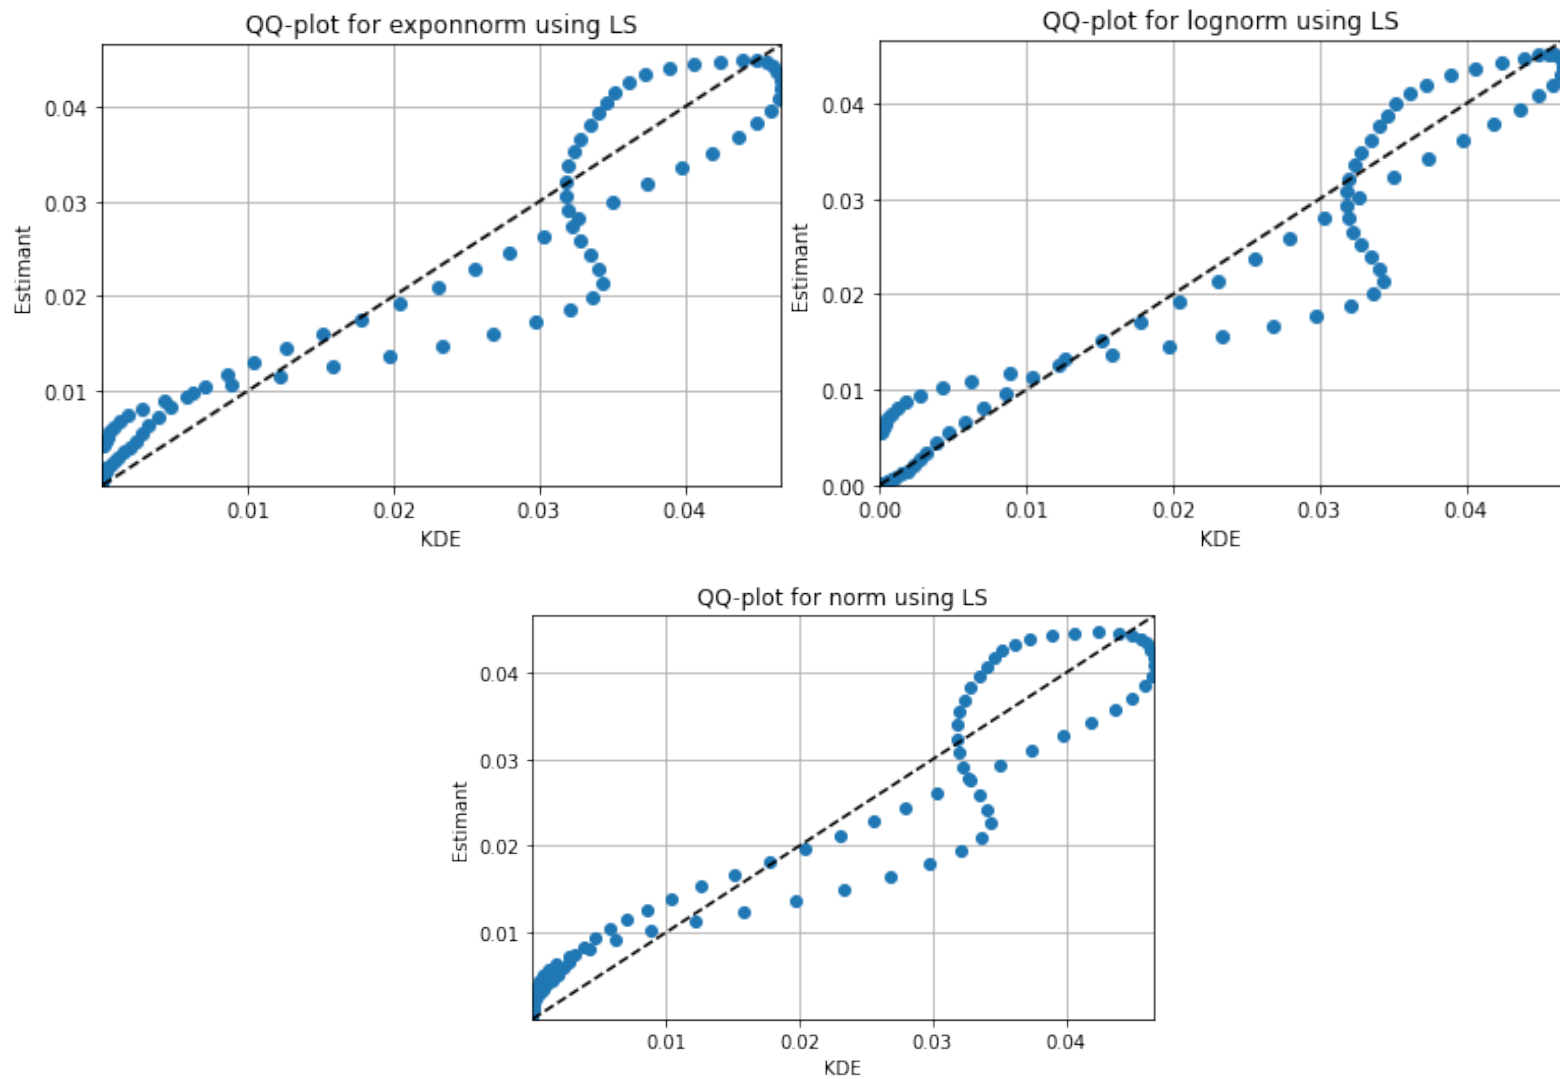 QQ-plot for exponnorm using LS
0.04
0.03
0.02
0.01
Estimant
0.01 0.02 0.03 0.04
KDE
QQ-plot for lognorm using LS
0.04
0.03
0.02
0.01
0.00
Estimant
0.00 0.01 0.02 0.03 0.04
KDE
QQ-plot for norm using LS
0.04
0.03
0.02
0.01
Estimant
0.01 0.02 0.03 0.04
KDE